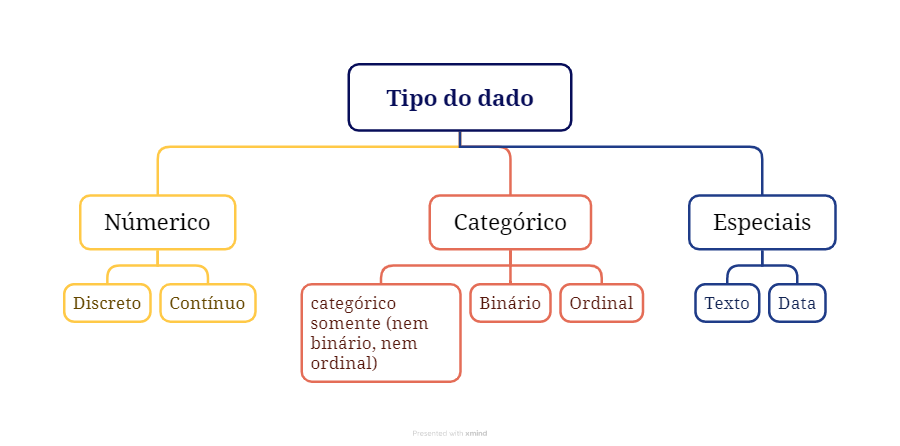 Tipo do dado
Númerico
Categórico
Especiais
Discreto
Contínuo
categórico
somente (nem
binário, nem
ordinal)
Binário
Ordinal
Texto
Data
Presented with xmind